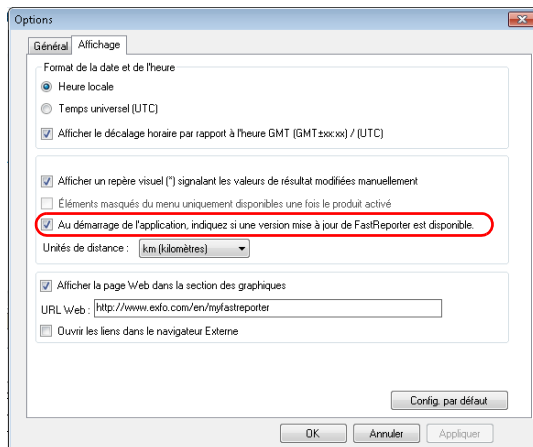 Options
Général
Affichage
Format de la date et de l'heure
Heure locale
Temps universel (UTC)
Afficher le décalage horaire par rapport à l'heure GMT (GMT±xx:xx) / (UTC)
Afficher un repère visuel (*) signalant les valeurs de résultat modifiées manuellement
Éléments masqués du menu uniquement disponibles une fois le produit activé
Au démarrage de l'application, indiquez si une version mise à jour de FastReporter est disponible.
Unités de distance : km (kilomètres)
Afficher la page Web dans la section des graphiques
URL Web : http://www.exfo.com/en/myfastreporter
Ouvrir les liens dans le navigateur Externe
Config. par défaut
OK Annuler Appliquer